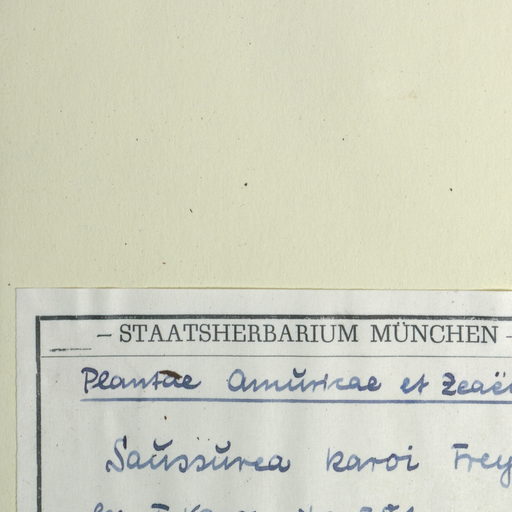 – STAATSHERBARIUM MÜNCHEN –
Plantae Amuricae et Zeaë
Saussurea karoi Frey